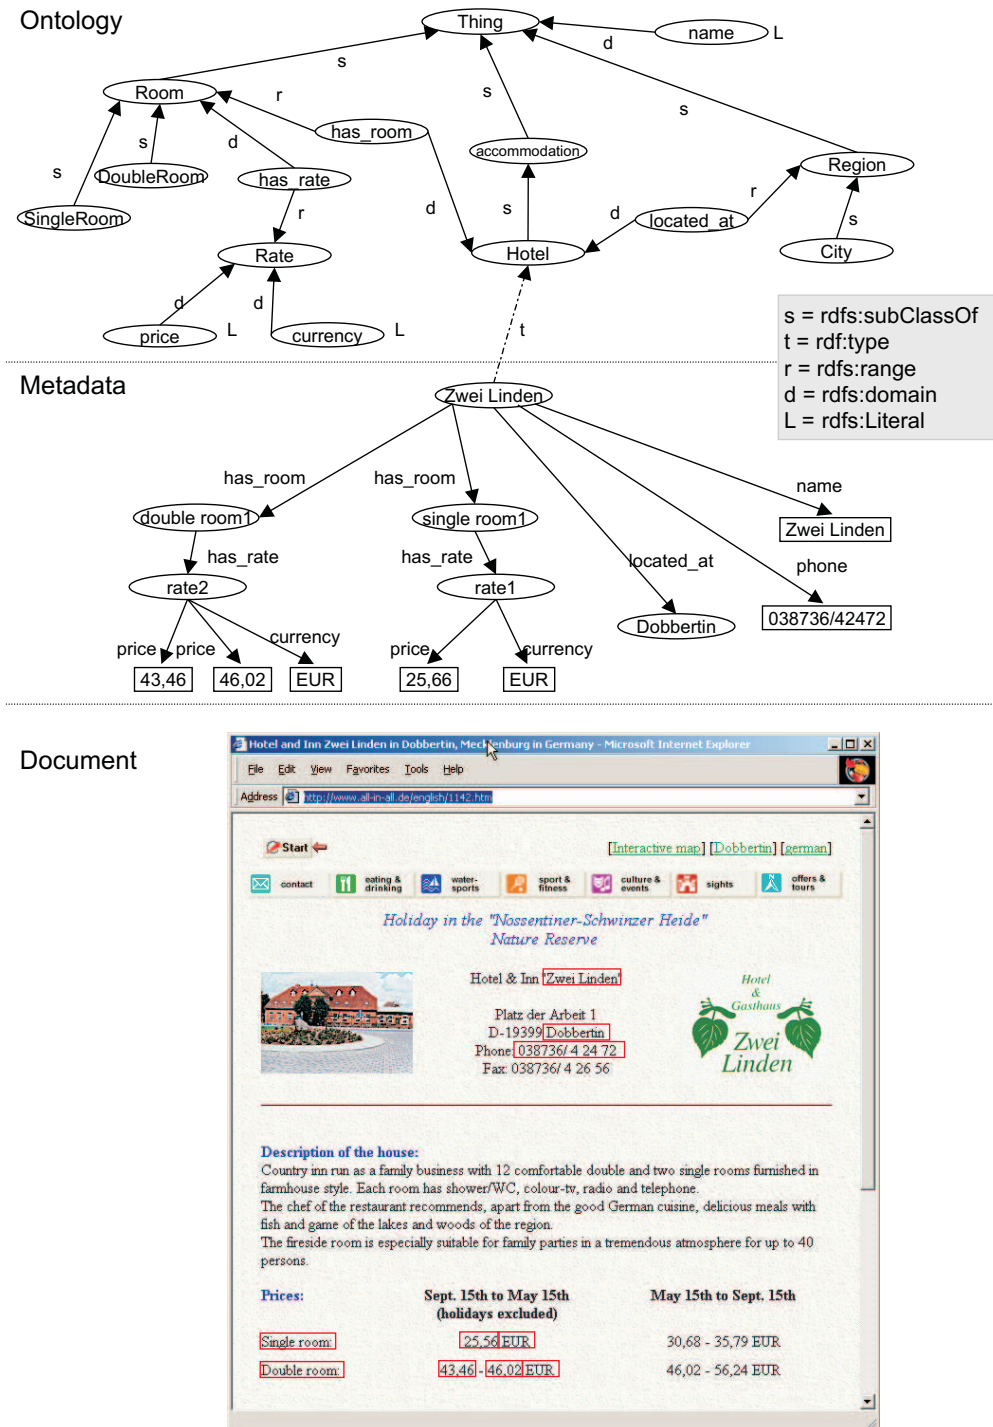 Ontology
Thing
name
L
d
s
Room
r
has_room
s
accommodation
s
Region
s
s
d
DoubleRoom
has_rate
SingleRoom
r
d
s
d
located_at
r
s
Rate
Hotel
City
d
d
price
L
currency
L
t
s = rdfs:subClassOf
t = rdf:type
r = rdfs:range
d = rdfs:domain
L = rdfs:Literal
Metadata
Zwei Linden
has_room
has_room
name
double room1
single room1
Zwei Linden
has_rate
has_rate
located_at
phone
rate2
rate1
Dobbertin
038736/42472
price
price
currency
price
currency
43,46
46,02
EUR
25,66
EUR
Document
Hotel and Inn Zwei Linden in Dobbertin, Mecklenburg in Germany - Microsoft Internet Explorer
File Edit View Favorites Tools Help
Address http://www.all-in-all.de/english/1142.htm
Start
[Interactive map] [Dobbertin] [german]
contact
eating & drinking
water-sports
sport & fitness
culture & events
sights
offers & tours
Holiday in the "Nossentiner-Schwinzer Heide"
Nature Reserve
Hotel & Inn "Zwei Linden"
Platz der Arbeit 1
D-19399 Dobbertin
Phone: 038736/ 4 24 72
Fax: 038736/ 4 26 56
Hotel
&
Gasthaus
Zwei
Linden
Description of the house:
Country inn run as a family business with 12 comfortable double and two single rooms furnished in
farmhouse style. Each room has shower/WC, colour-tv, radio and telephone.
The chef of the restaurant recommends, apart from the good German cuisine, delicious meals with
fish and game of the lakes and woods of the region.
The fireside room is especially suitable for family parties in a tremendous atmosphere for up to 40
persons.
Prices:
Sept. 15th to May 15th
(holidays excluded)
May 15th to Sept. 15th
Single room:
25,56 EUR
30,68 - 35,79 EUR
Double room:
43,46 - 46,02 EUR
46,02 - 56,24 EUR